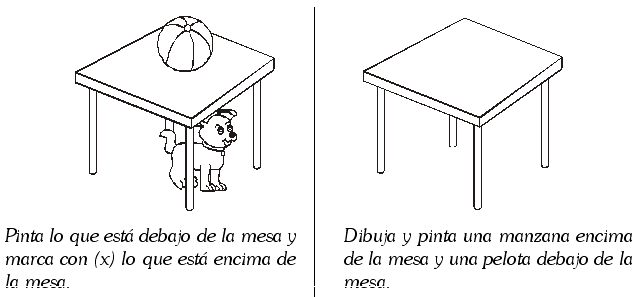 Pinta lo que está debajo de la mesa y
marca con (x) lo que está encima de
la mesa.
Dibuja y pinta una manzana encima
de la mesa y una pelota debajo de la
mesa.